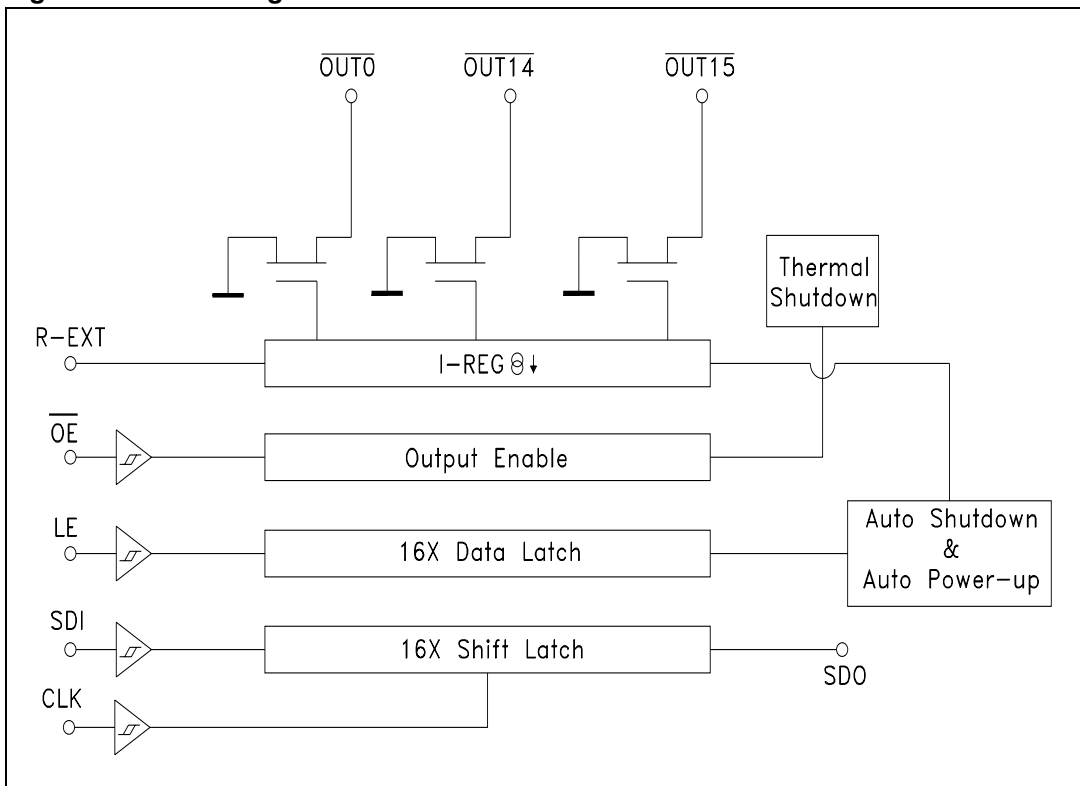 OUT0 OUT14 OUT15
Thermal
Shutdown
R-EXT
I-REG
OE
Output Enable
LE
16X Data Latch
Auto Shutdown
&
Auto Power-up
SDI
16X Shift Latch
SDO
CLK